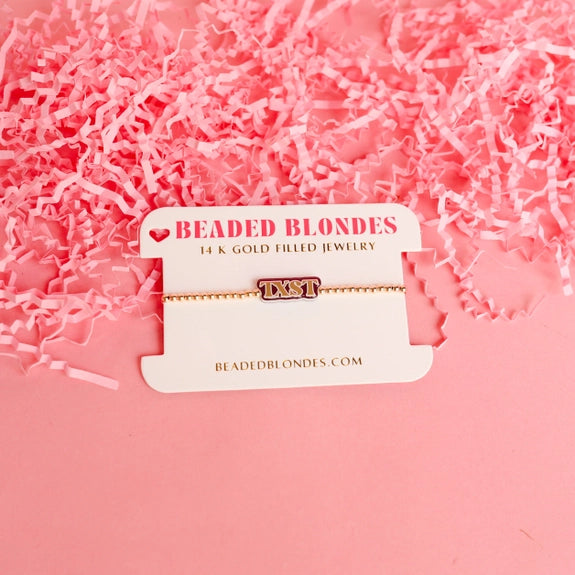 BEADED BLONDES
14 K GOLD FILLED JEWELRY
TXST
BEADEDBLONDES.COM